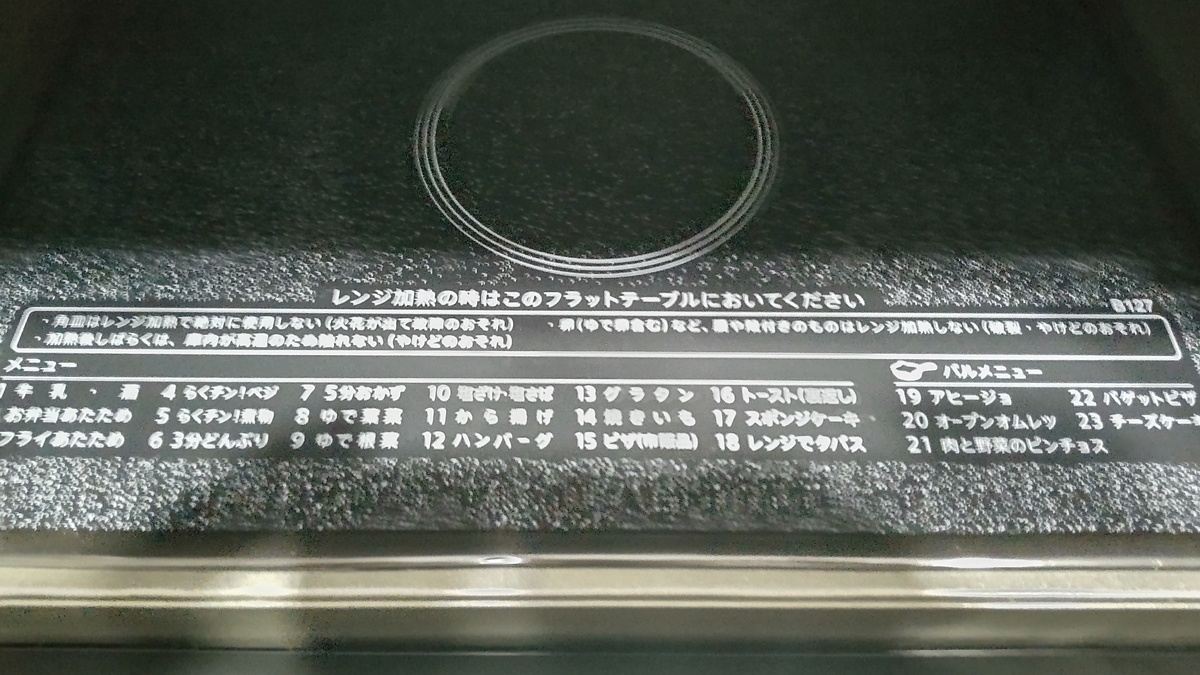 レンジ加熱の時はこのフラットテーブルにおいてください
B127
・角皿はレンジ加熱で絶対に使用しない(火花が出て故障のおそれ) ・卵(ゆで卵含む)など、膜や殻付きのものはレンジ加熱しない(破裂・やけどのおそれ)
・加熱後しばらくは、庫内が高温のため触れない(やけどのおそれ)
メニュー バルメニュー
牛乳・酒 4 らくチン!ベジ 7 5分おかず 10 塩ざけ・塩さば 13 グラタン 16 トースト(裏返し) 19 アヒージョ 22 バゲットピザ
お弁当あたため 5 らくチン!煮物 8 ゆで葉菜 11 から揚げ 14 焼きいも 17 スポンジケーキ 20 オープンオムレツ 23 チーズケー
フライあたため 6 3分どんぶり 9 ゆで根菜 12 ハンバーグ 15 ピザ(市販品) 18 レンジでタパス 21 肉と野菜のピンチョス